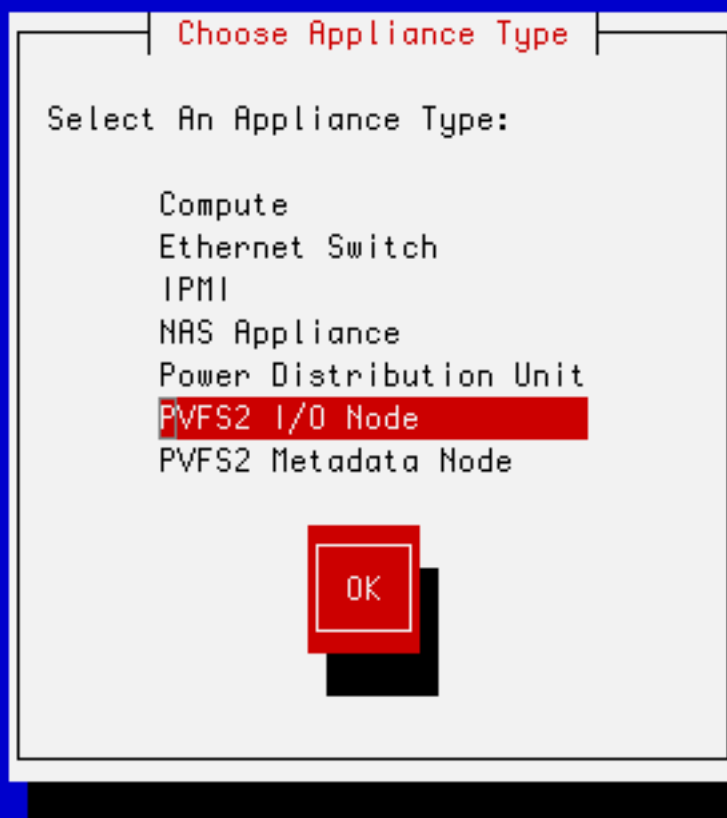 Choose Appliance Type
Select An Appliance Type:
Compute
Ethernet Switch
IPMI
NAS Appliance
Power Distribution Unit
PVFS2 I/O Node
PVFS2 Metadata Node
OK